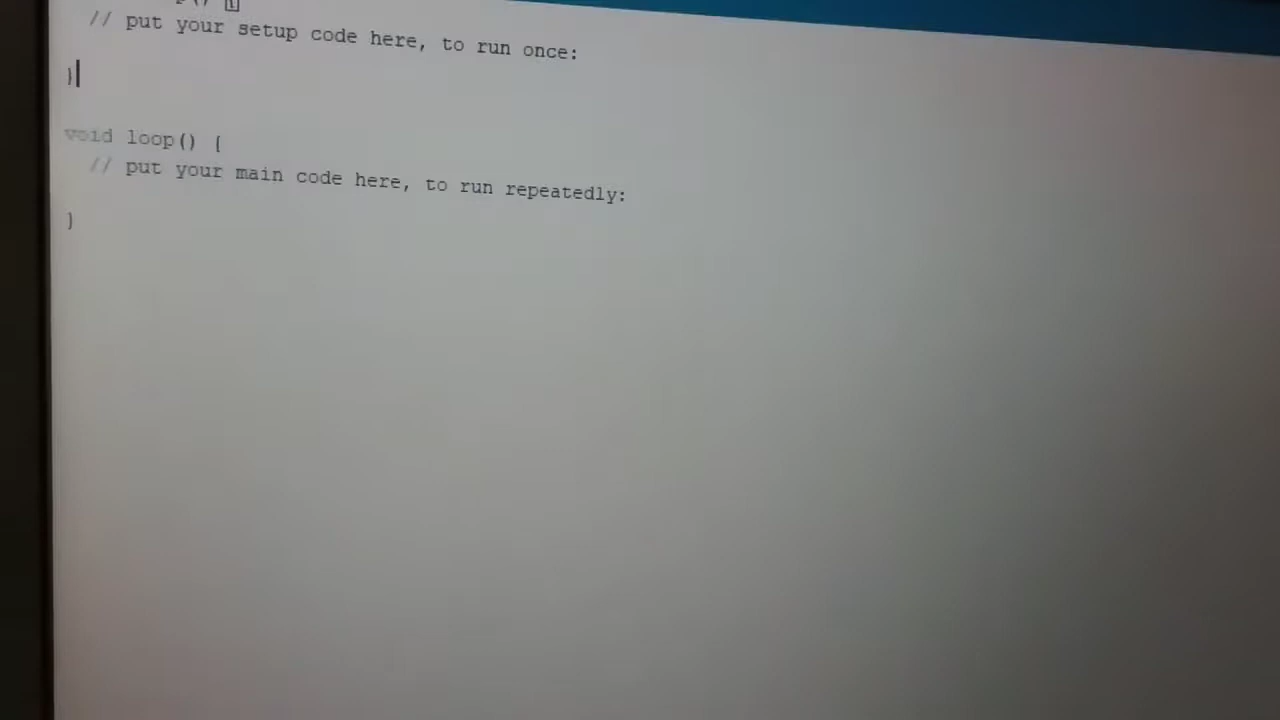 // put your setup code here, to run once:
}
void loop() {
// put your main code here, to run repeatedly:
}